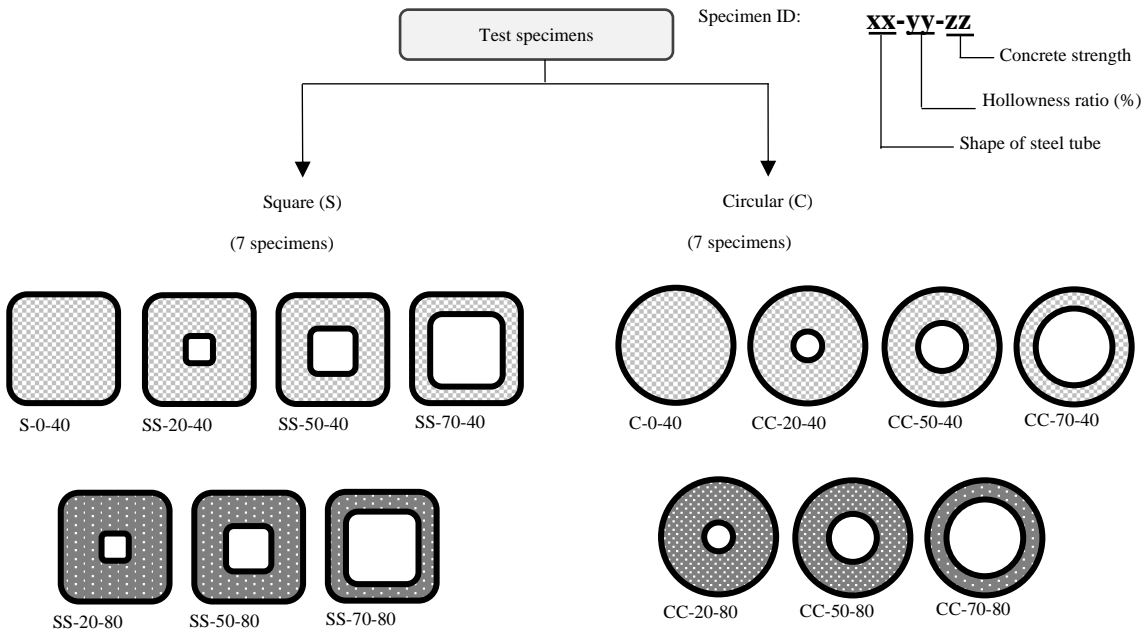 Test specimens
Specimen ID:
xx-yy-zz
Concrete strength
Hollowness ratio (%)
Shape of steel tube
Square (S)
(7 specimens)
Circular (C)
(7 specimens)
S-0-40
SS-20-40
SS-50-40
SS-70-40
C-0-40
CC-20-40
CC-50-40
CC-70-40
SS-20-80
SS-50-80
SS-70-80
CC-20-80
CC-50-80
CC-70-80